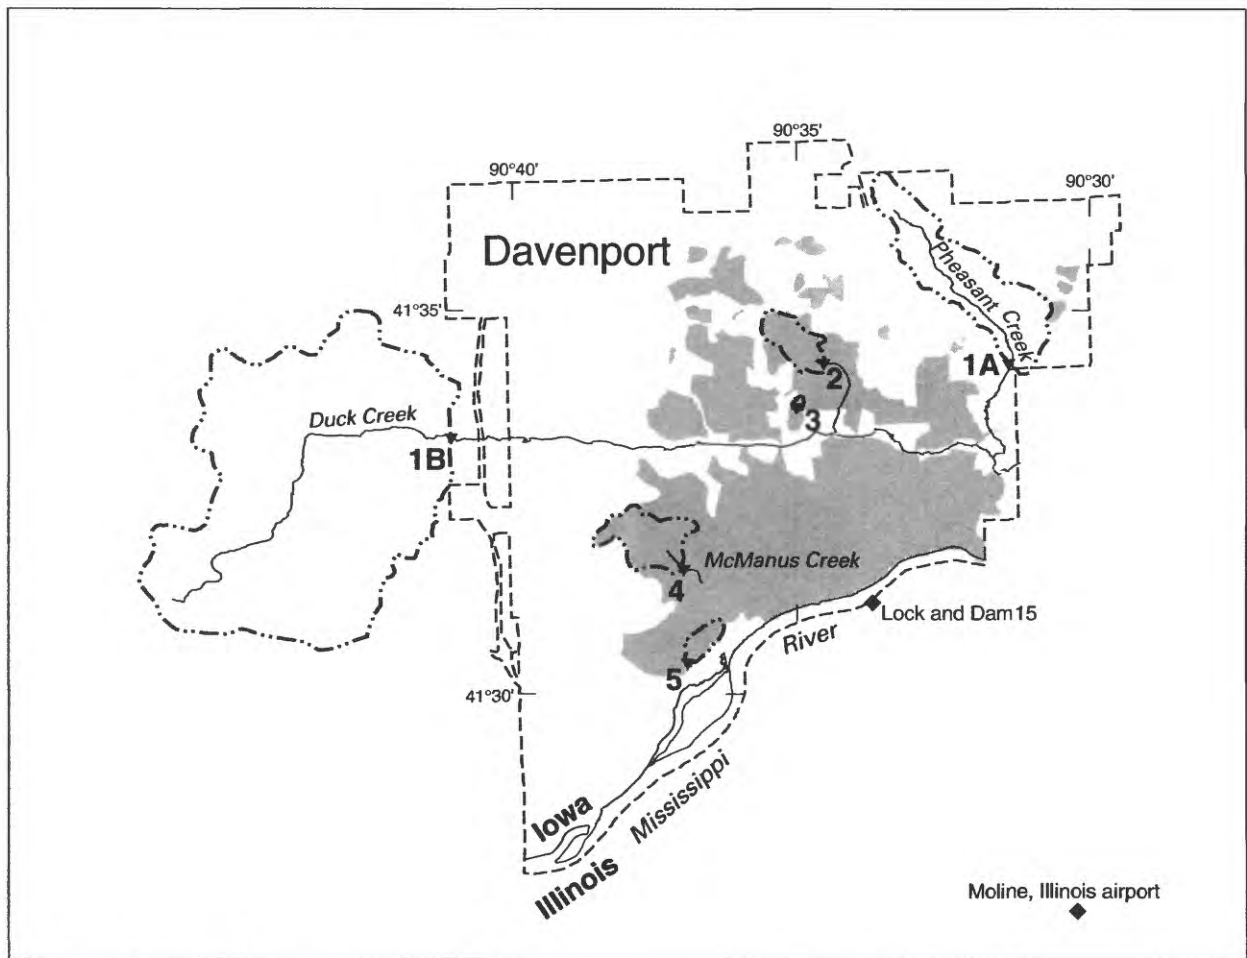 90°35'
90°40'
90°30'
Davenport
Pheasant Creek
41°35'
1A
2
Duck Creek
3
1B
McManus Creek
4
Lock and Dam 15
River
5
41°30'
Mississippi
Iowa
Illinois
Moline, Illinois airport